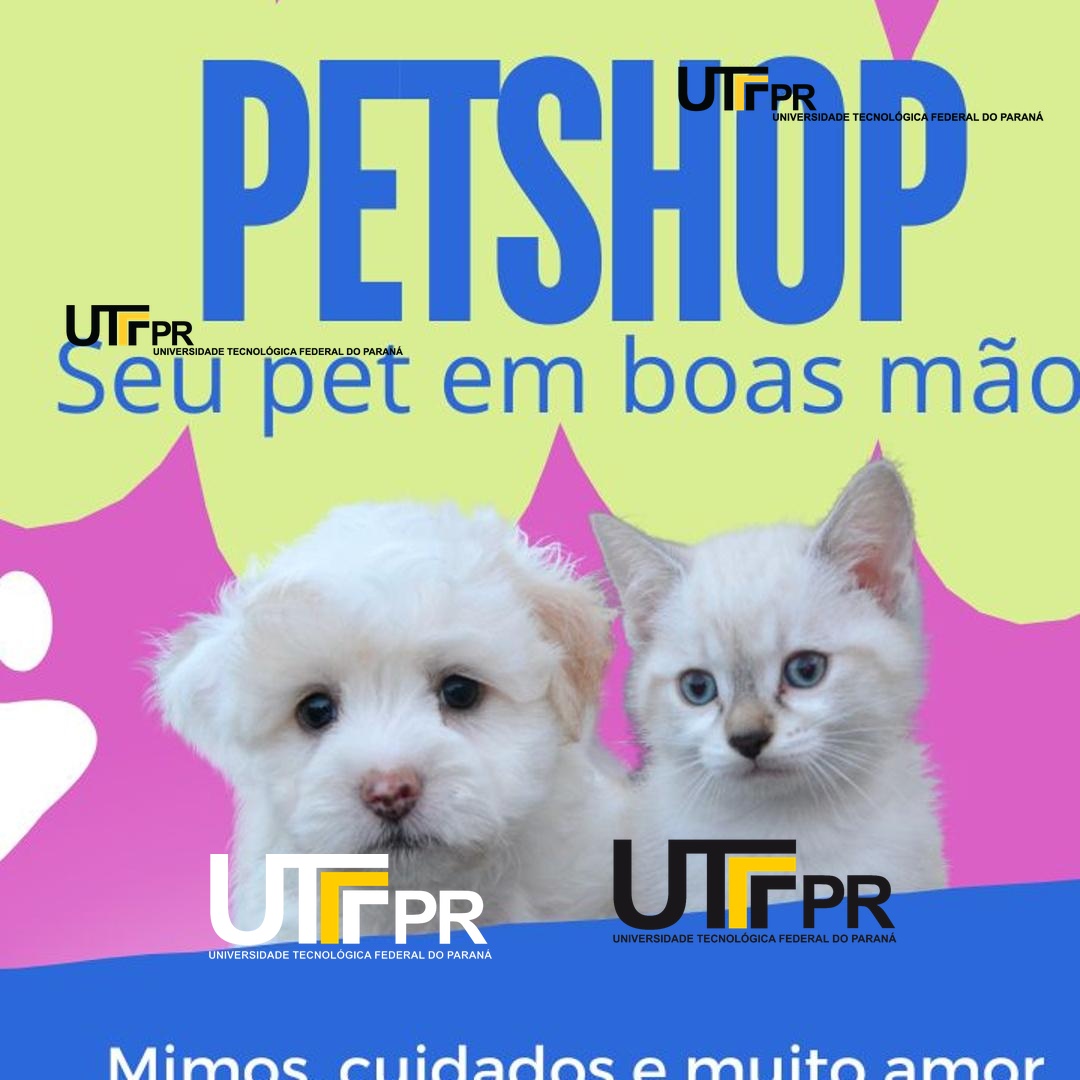 PETSHOP
UTFPR
UNIVERSIDADE TECNOLÓGICA FEDERAL DO PARANÁ
UTFPR
UNIVERSIDADE TECNOLÓGICA FEDERAL DO PARANÁ
Seu pet em boas mão
UTFPR
UNIVERSIDADE TECNOLÓGICA FEDERAL DO PARANÁ
UTFPR
UNIVERSIDADE TECNOLÓGICA FEDERAL DO PARANÁ
Mimos, cuidados e muito amor